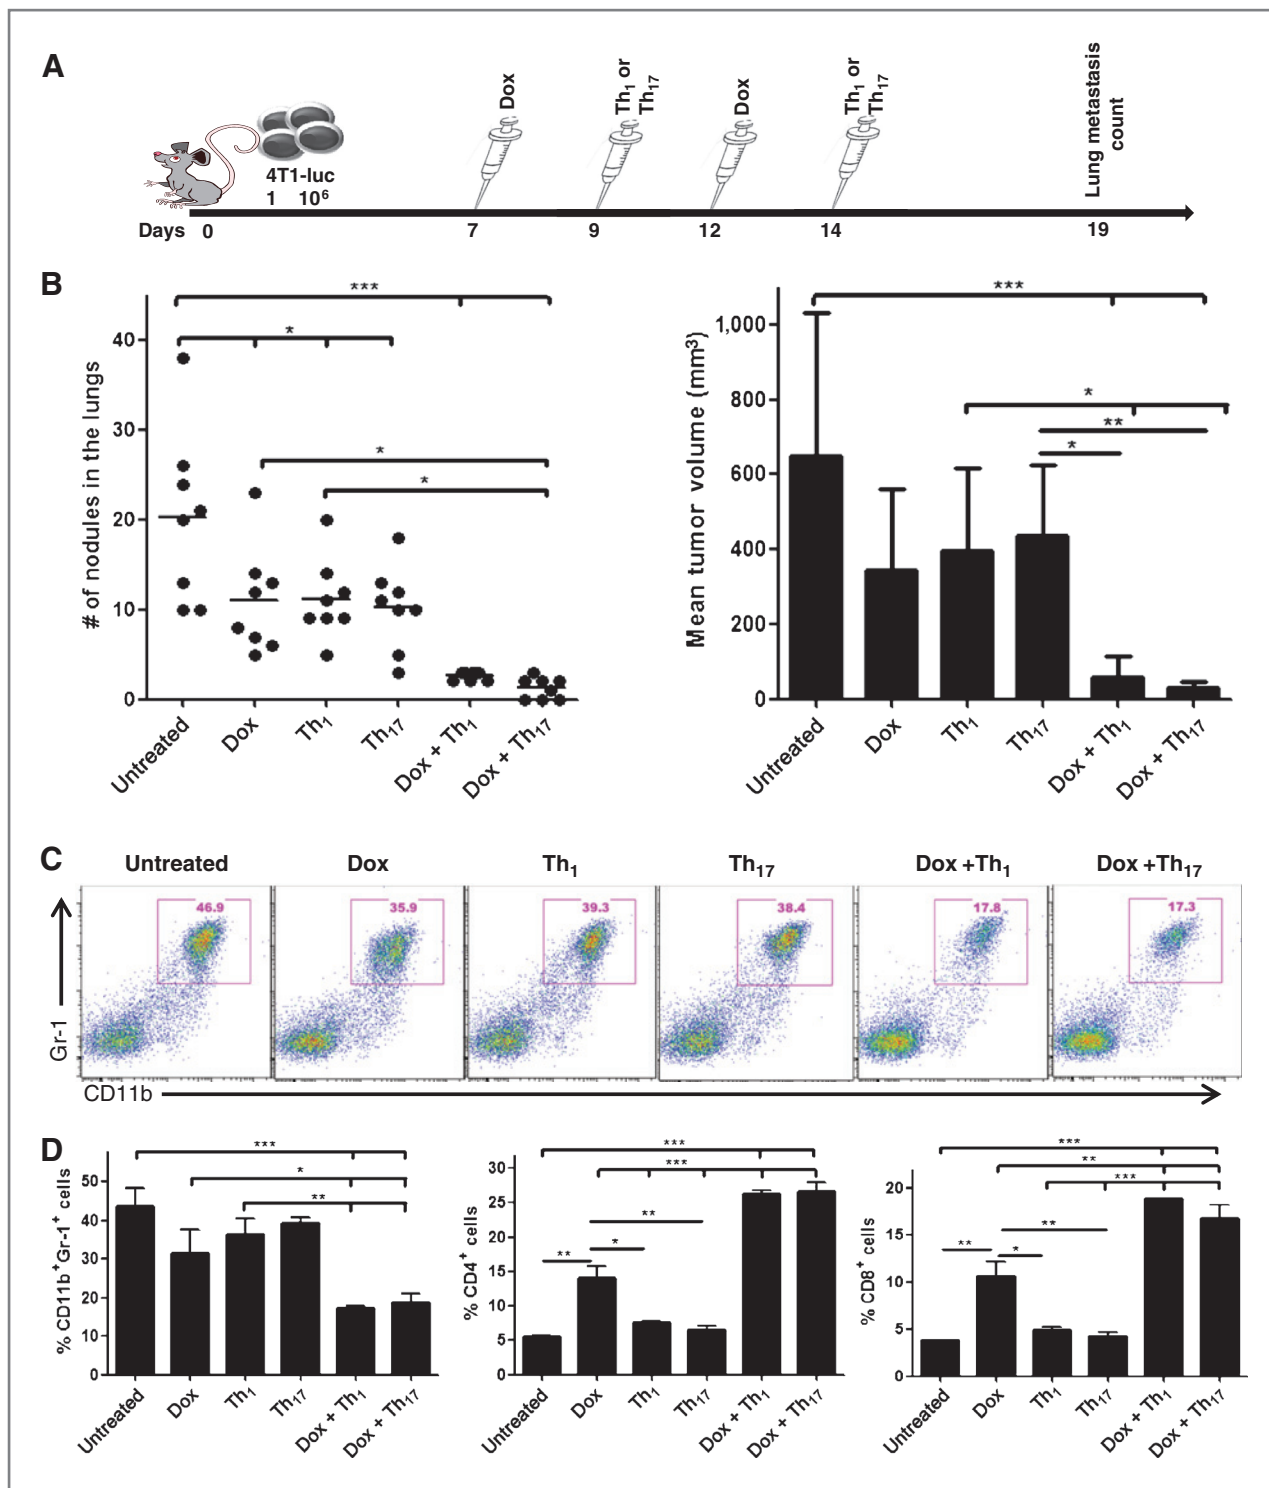 A
Dox
Th1 or
Th17
Dox
Th1 or
Th17
Lung metastasis
count
4T1-luc
1 10⁶
Days 0 7 9 12 14 19
B
***
*
*
*
# of nodules in the lungs
40
30
20
10
0
Untreated
Dox
Th1
Th17
Dox + Th1
Dox + Th17
***
*
**
*
Mean tumor volume (mm³)
1,000
800
600
400
200
0
Untreated
Dox
Th1
Th17
Dox + Th1
Dox + Th17
C
Untreated Dox Th1 Th17 Dox +Th1 Dox +Th17
46.9 35.9 39.3 38.4 17.8 17.3
Gr-1
CD11b
D
***
*
**
% CD11b⁺Gr-1⁺ cells
50
40
30
20
10
0
Untreated
Dox
Th1
Th17
Dox + Th1
Dox + Th17
***
***
**
**
*
% CD4⁺ cells
30
25
20
15
10
5
0
Untreated
Dox
Th1
Th17
Dox + Th1
Dox + Th17
***
**
***
**
**
*
% CD8⁺ cells
20
15
10
5
0
Untreated
Dox
Th1
Th17
Dox + Th1
Dox + Th17